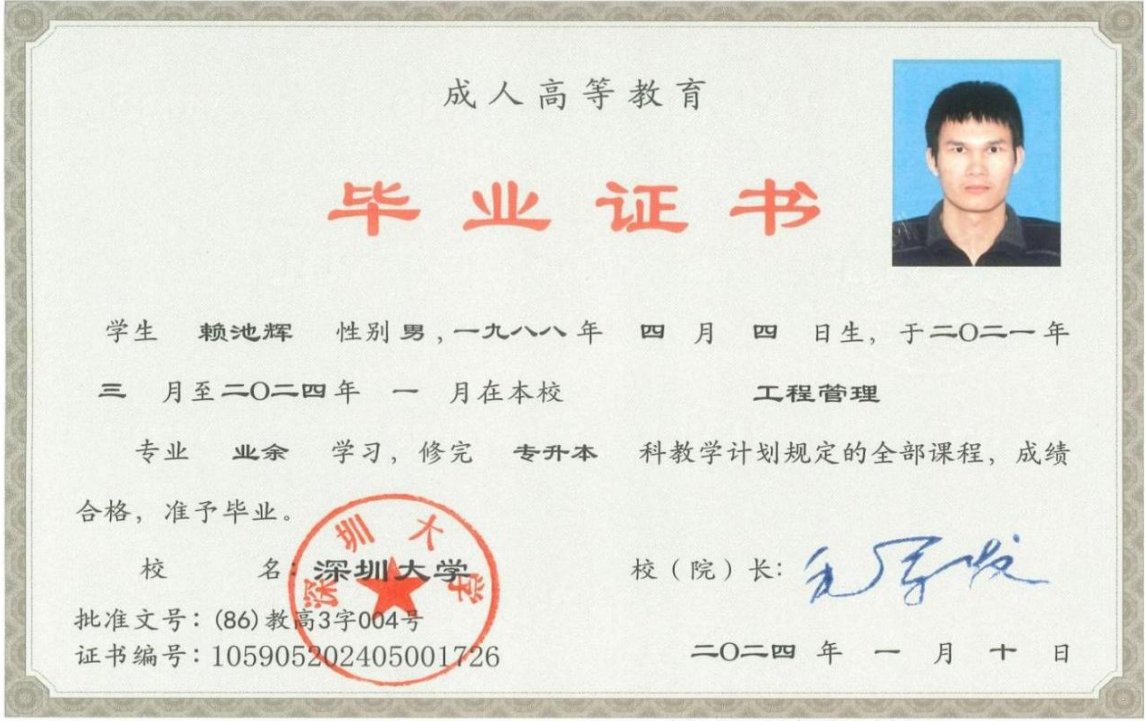 成人高等教育
毕业证书
学生 赖池辉 性别 男,一九八八年 四 月 四 日生,于二〇二一年
三 月至二〇二四年 一 月在本校 工程管理
专业 业余 学习,修完 专升本 科教学计划规定的全部课程,成绩
合格,准予毕业。
校 名:深圳大学
深圳大学
校(院)长:
批准文号:(86)教高3字004号
证书编号:105905202405001726
二〇二四 年 一 月 十 日